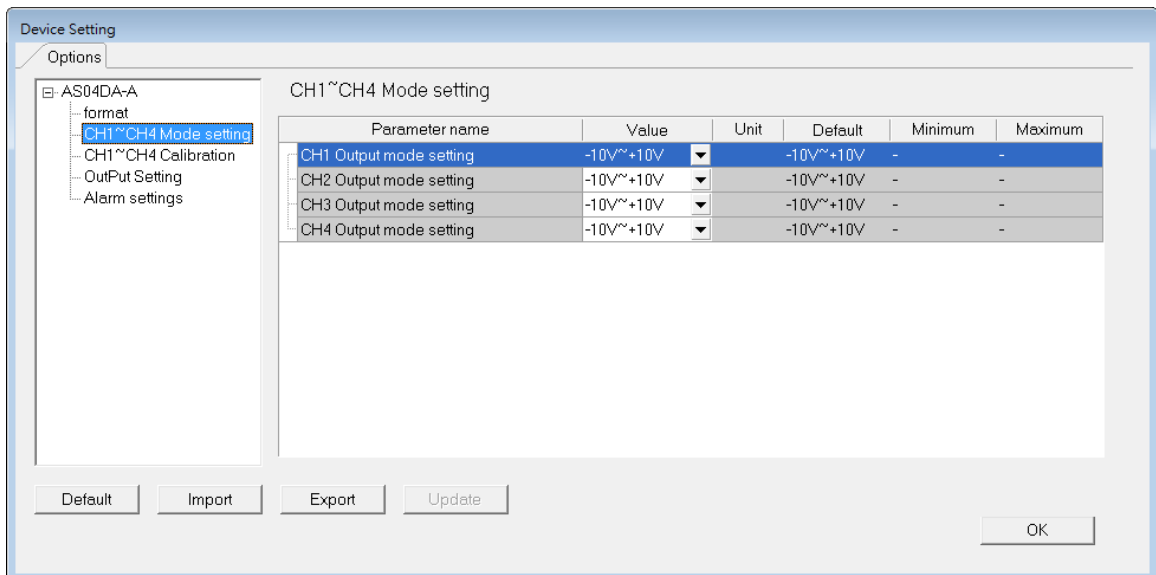 Device Setting
Options
AS04DA-A
format
CH1~CH4 Mode setting
CH1~CH4 Calibration
OutPut Setting
Alarm settings
CH1~CH4 Mode setting
Parameter name Value Unit Default Minimum Maximum
CH1 Output mode setting -10V~+10V -10V~+10V - -
CH2 Output mode setting -10V~+10V -10V~+10V - -
CH3 Output mode setting -10V~+10V -10V~+10V - -
CH4 Output mode setting -10V~+10V -10V~+10V - -
Default Import Export Update
OK